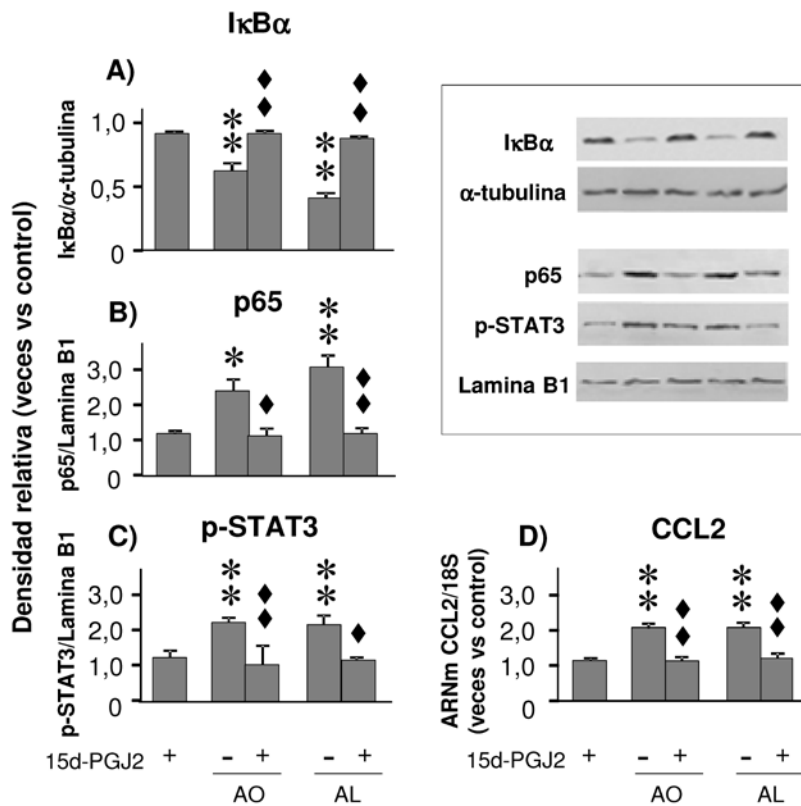 IκBα
A)
IκBα/α-tubulina
1,0
0,5
0
**
♦♦
**
♦♦
Densidad relativa (veces vs control)
B)
p65
p65/Lamina B1
3,0
2,0
1,0
0
*
♦
**
♦♦
C)
p-STAT3
p-STAT3/Lamina B1
3,0
2,0
1,0
0
**
♦♦
**
♦
15d-PGJ2 + - + - +
AO AL
IκBα
α-tubulina
p65
p-STAT3
Lamina B1
D)
CCL2
ARNm CCL2/18S
(veces vs control)
3,0
2,0
1,0
0
**
♦♦
**
♦♦
+ - + - +
AO AL